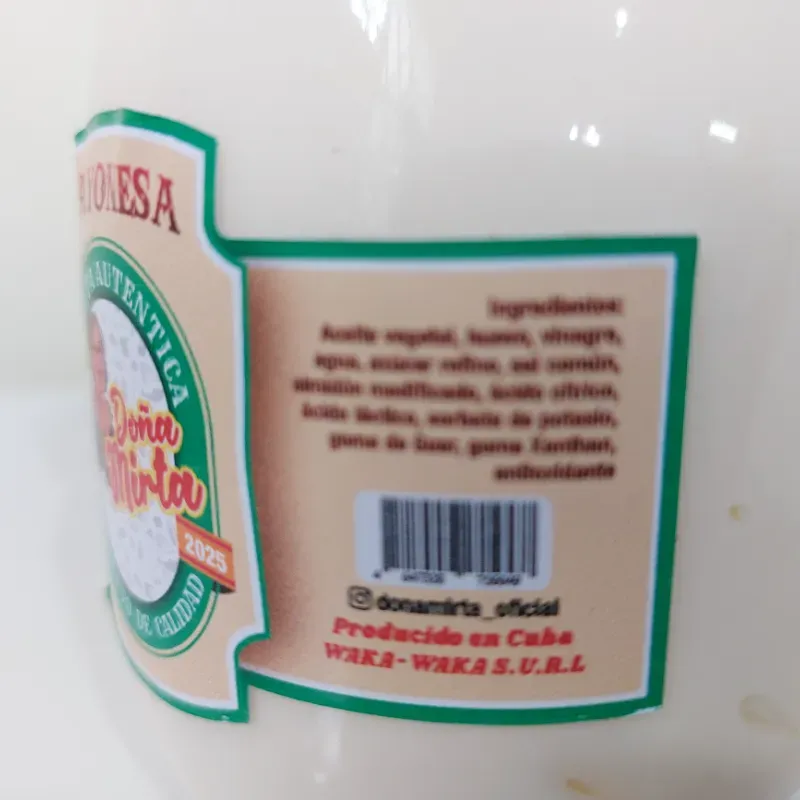 AYONESA
AUTENTICA
Doña
Mirta
2025
DE CALIDAD
Ingredientes:
Aceite vegetal, huevo, vinagre,
agua, azúcar refino, sal común,
almidón modificado, ácido cítrico,
ácido láctico, sorbato de potasio,
goma de Guar, goma Xanthan,
antioxidante
donamirta_oficial
Producido en Cuba
WAKA-WAKA S.U.R.L